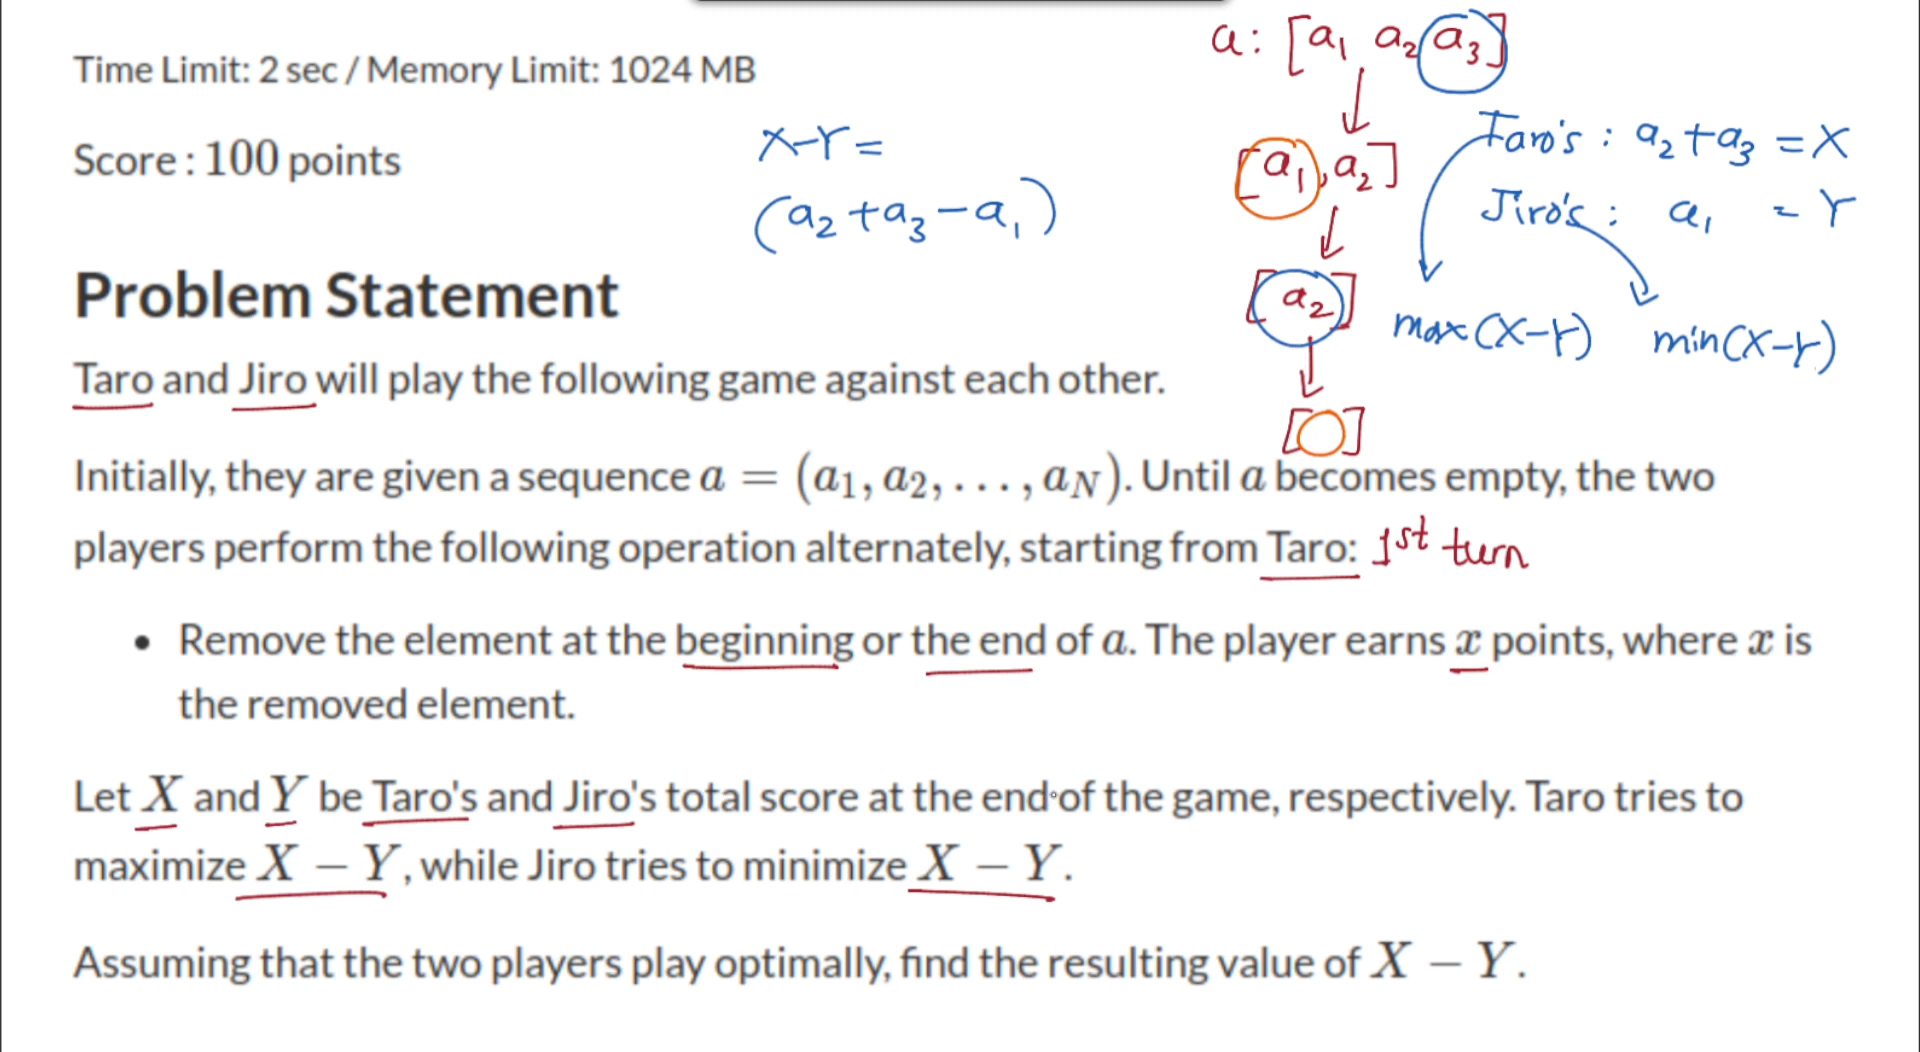 Time Limit: 2 sec / Memory Limit: 1024 MB
Score : 100 points
X-Y =
(a₂+a₃-a₁)
a: [a₁ a₂ a₃]
[a₁, a₂]
[a₂]
[ ]
Taro's : a₂+a₃ = X
Jiro's : a₁ = Y
max(X-Y) min(X-Y)
Problem Statement
Taro and Jiro will play the following game against each other.
Initially, they are given a sequence a = (a₁, a₂, ..., a_N). Until a becomes empty, the two
players perform the following operation alternately, starting from Taro: 1st turn
• Remove the element at the beginning or the end of a. The player earns x points, where x is
the removed element.
Let X and Y be Taro's and Jiro's total score at the end of the game, respectively. Taro tries to
maximize X − Y, while Jiro tries to minimize X − Y.
Assuming that the two players play optimally, find the resulting value of X − Y.